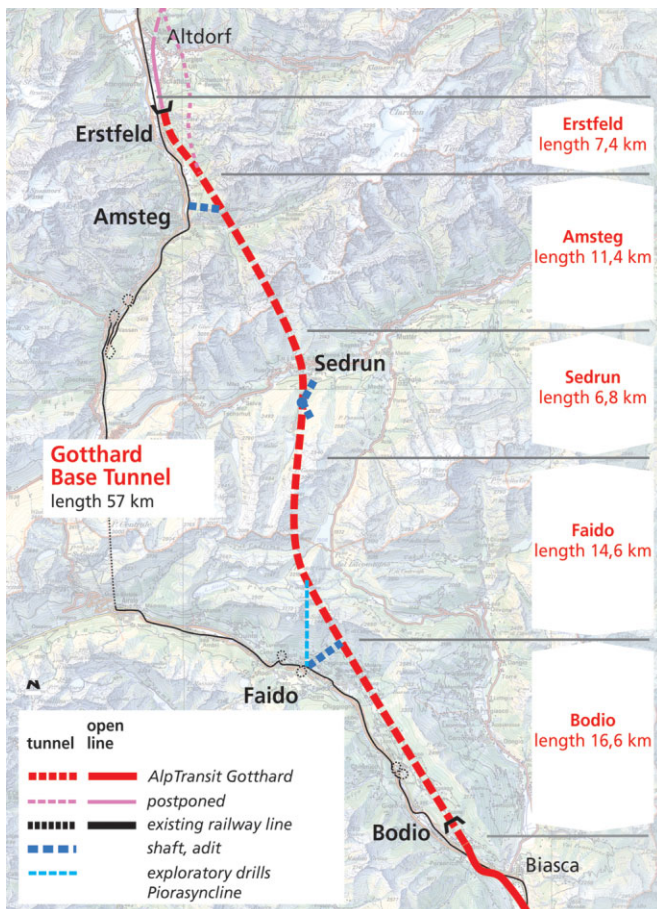 Altdorf
Erstfeld
Erstfeld
length 7,4 km
Amsteg
Amsteg
length 11,4 km
Sedrun
Sedrun
length 6,8 km
Gotthard
Base Tunnel
length 57 km
Faido
length 14,6 km
Faido
Bodio
length 16,6 km
N
open
tunnel line
AlpTransit Gotthard
postponed
existing railway line
shaft, adit
exploratory drills
Piorasyncline
Bodio
Biasca